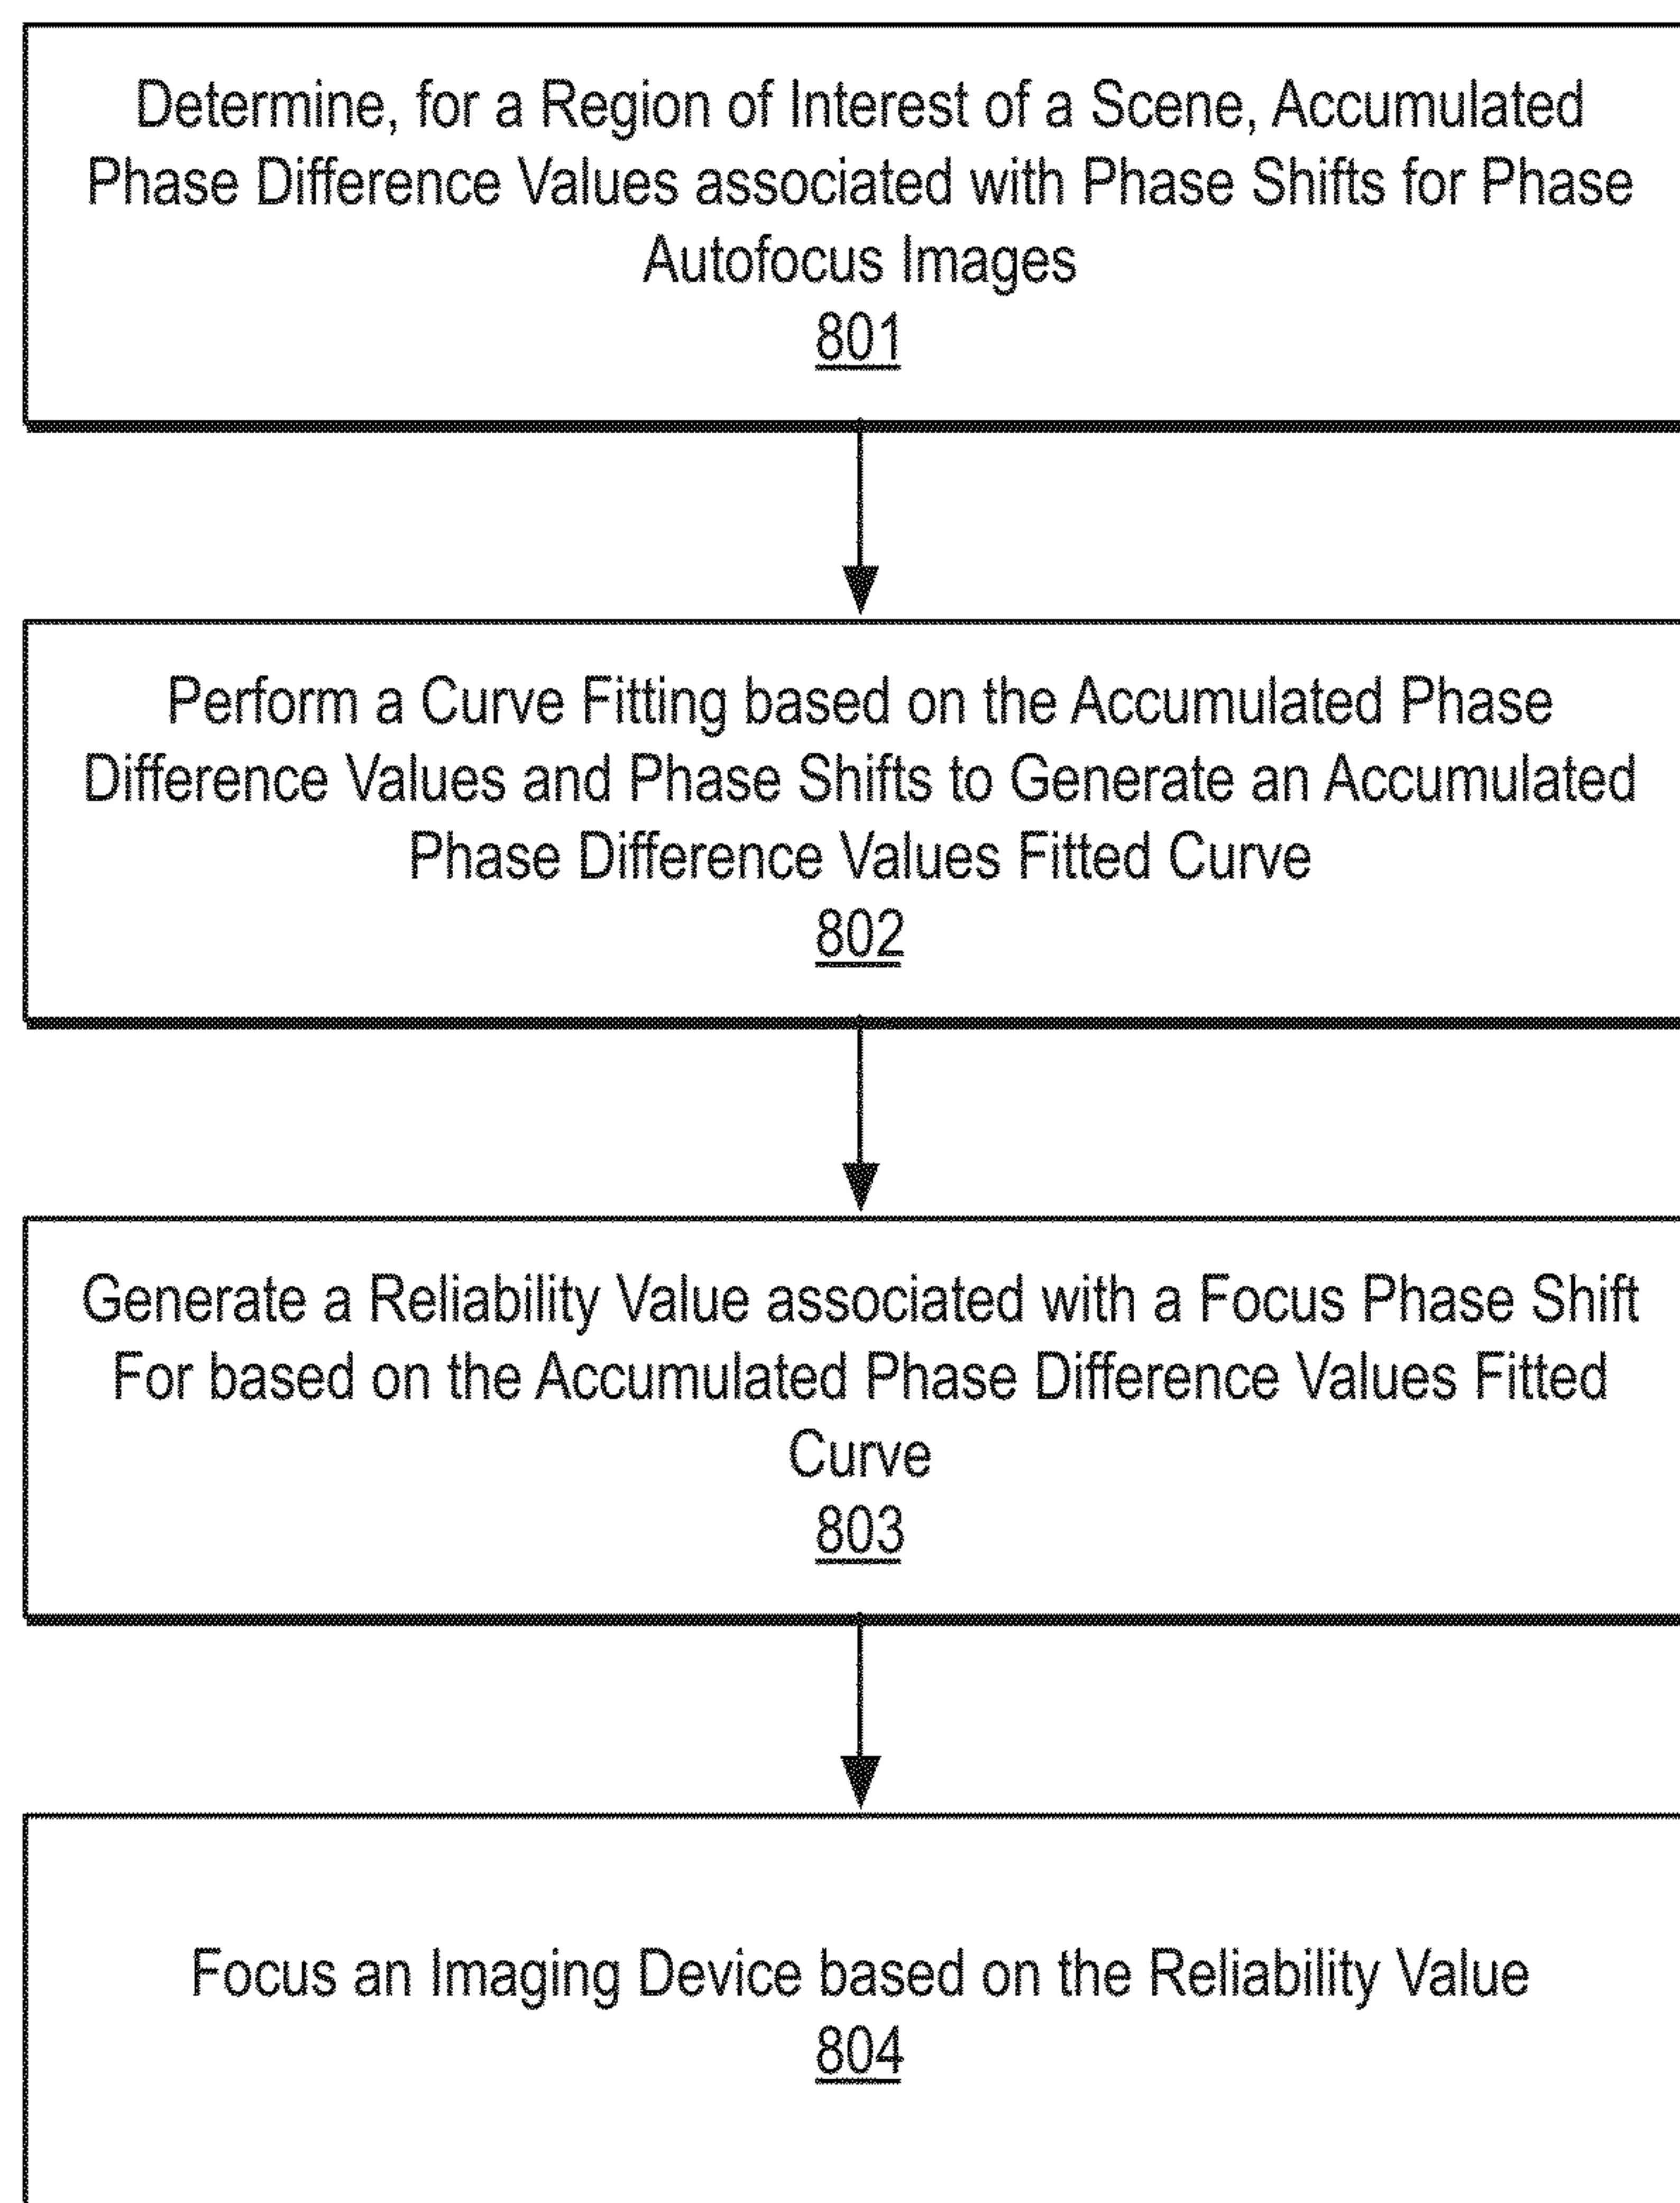 Determine, for a Region of Interest of a Scene, Accumulated
Phase Difference Values associated with Phase Shifts for Phase
Autofocus Images
801
Perform a Curve Fitting based on the Accumulated Phase
Difference Values and Phase Shifts to Generate an Accumulated
Phase Difference Values Fitted Curve
802
Generate a Reliability Value associated with a Focus Phase Shift
For based on the Accumulated Phase Difference Values Fitted
Curve
803
Focus an Imaging Device based on the Reliability Value
804